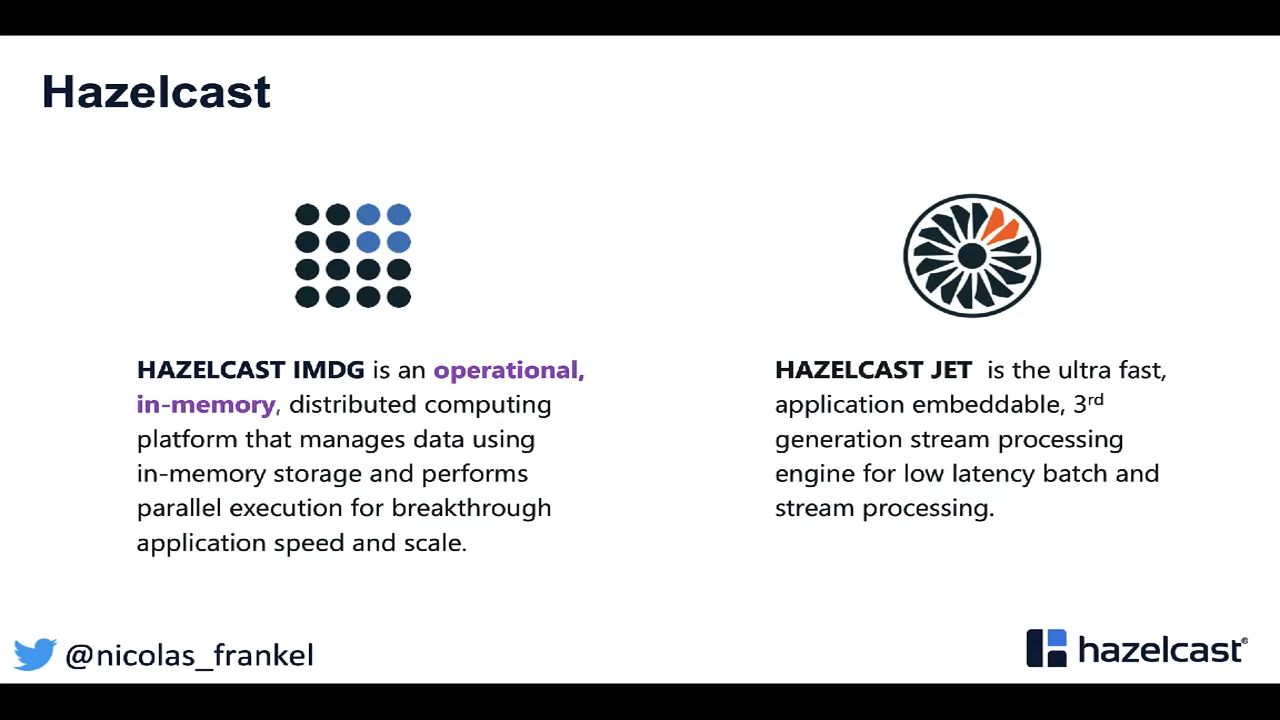 Hazelcast
HAZELCAST IMDG is an operational,
in-memory, distributed computing
platform that manages data using
in-memory storage and performs
parallel execution for breakthrough
application speed and scale.
HAZELCAST JET is the ultra fast,
application embeddable, 3rd
generation stream processing
engine for low latency batch and
stream processing.
@nicolas_frankel
hazelcast®